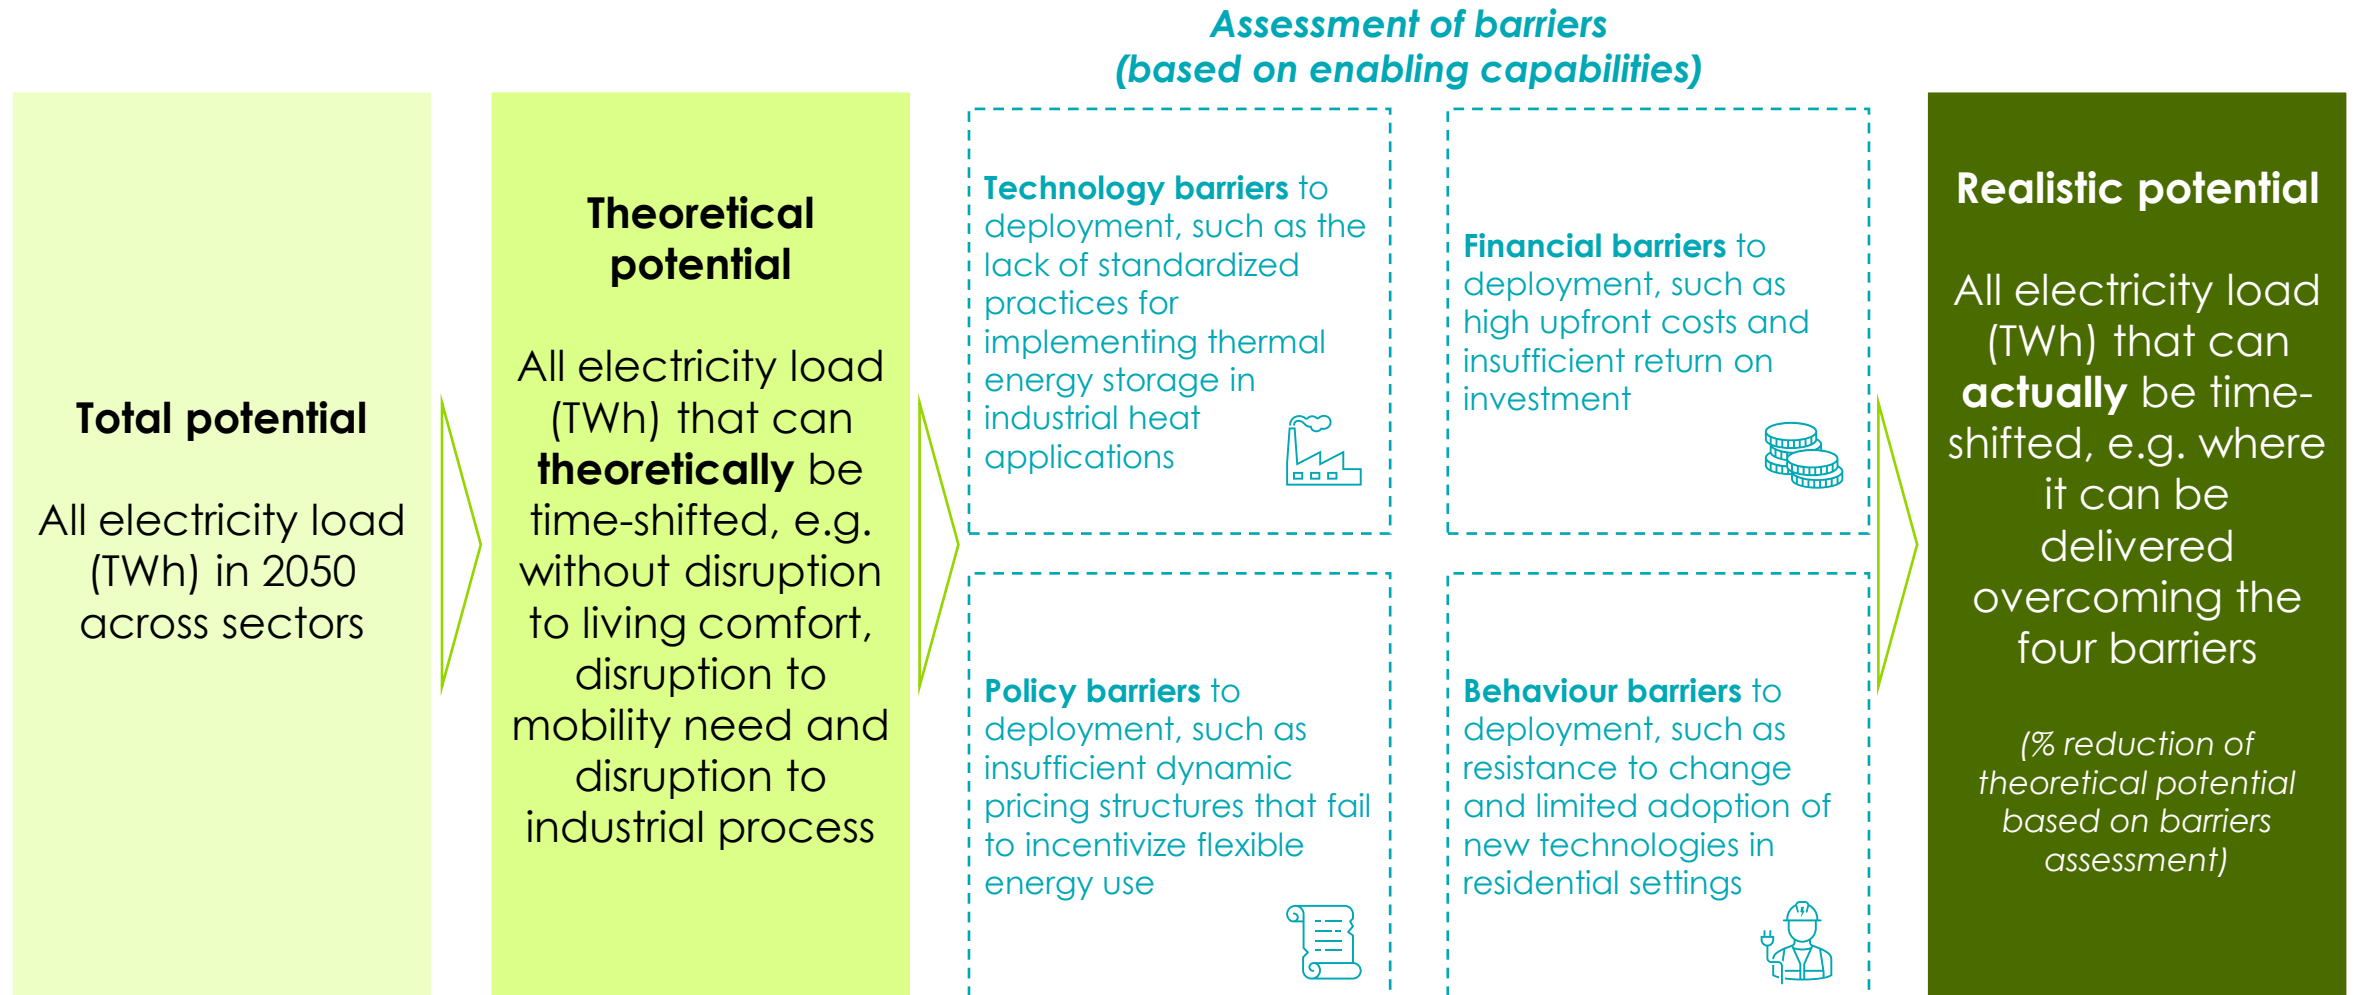 Assessment of barriers
(based on enabling capabilities)
Total potential
All electricity load
(TWh) in 2050
across sectors
Theoretical
potential
All electricity load
(TWh) that can
theoretically be
time-shifted, e.g.
without disruption
to living comfort,
disruption to
mobility need and
disruption to
industrial process
Technology barriers to
deployment, such as the
lack of standardized
practices for
implementing thermal
energy storage in
industrial heat
applications
Financial barriers to
deployment, such as
high upfront costs and
insufficient return on
investment
Policy barriers to
deployment, such as
insufficient dynamic
pricing structures that fail
to incentivize flexible
energy use
Behaviour barriers to
deployment, such as
resistance to change
and limited adoption of
new technologies in
residential settings
Realistic potential
All electricity load
(TWh) that can
actually be time-
shifted, e.g. where
it can be
delivered
overcoming the
four barriers
(% reduction of
theoretical potential
based on barriers
assessment)